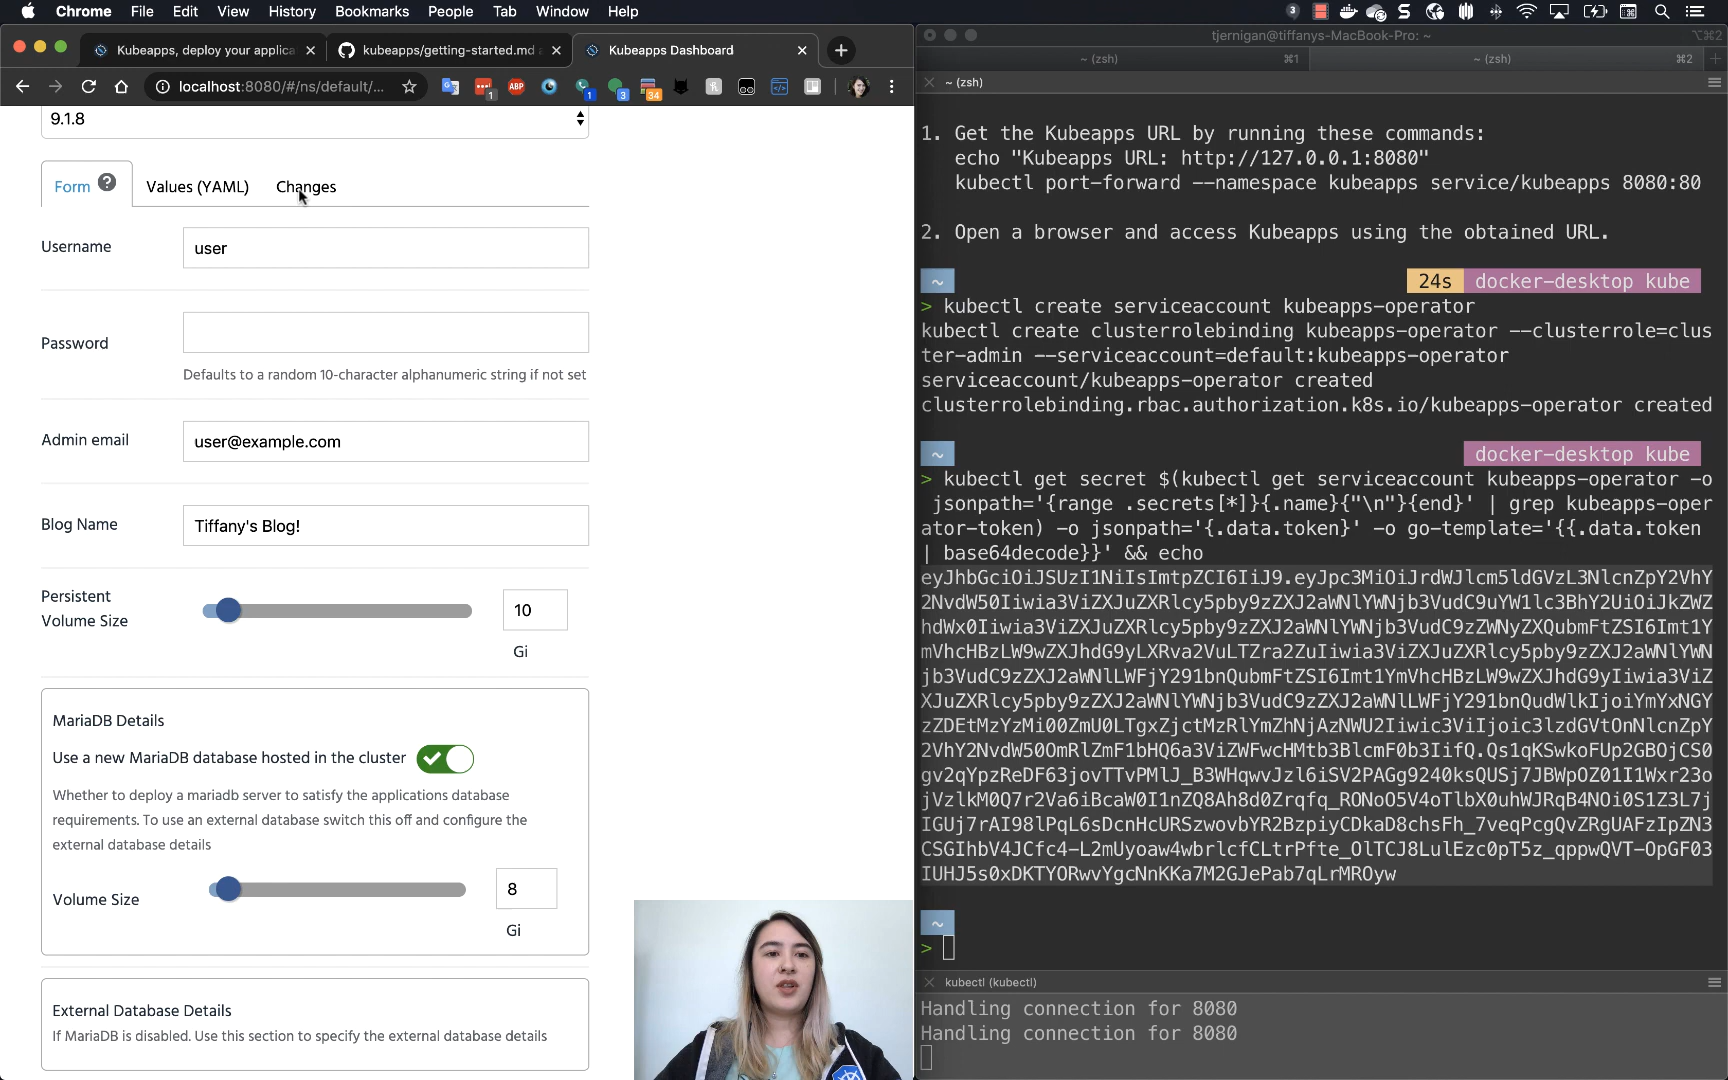 Chrome File Edit View History Bookmarks People Tab Window Help
Kubeapps, deploy your applica
kubeapps/getting-started.md
Kubeapps Dashboard
localhost:8080/#/ns/default/...
9.1.8
Form
Values (YAML)
Changes
Username
user
Password
Defaults to a random 10-character alphanumeric string if not set
Admin email
user@example.com
Blog Name
Tiffany's Blog!
Persistent
Volume Size
10
Gi
MariaDB Details
Use a new MariaDB database hosted in the cluster
Whether to deploy a mariadb server to satisfy the applications database
requirements. To use an external database switch this off and configure the
external database details
Volume Size
8
Gi
External Database Details
If MariaDB is disabled. Use this section to specify the external database details
tjernigan@tiffanys-MacBook-Pro: ~
⌥⌘2
~ (zsh) ⌘1
~ (zsh) ⌘2
~ (zsh)
1. Get the Kubeapps URL by running these commands:
echo "Kubeapps URL: http://127.0.0.1:8080"
kubectl port-forward --namespace kubeapps service/kubeapps 8080:80
2. Open a browser and access Kubeapps using the obtained URL.
~ 24s docker-desktop kube
> kubectl create serviceaccount kubeapps-operator
kubectl create clusterrolebinding kubeapps-operator --clusterrole=clus
ter-admin --serviceaccount=default:kubeapps-operator
serviceaccount/kubeapps-operator created
clusterrolebinding.rbac.authorization.k8s.io/kubeapps-operator created
~ docker-desktop kube
> kubectl get secret $(kubectl get serviceaccount kubeapps-operator -o
jsonpath='{range .secrets[*]}{.name}{"\n"}{end}' | grep kubeapps-oper
ator-token) -o jsonpath='{.data.token}' -o go-template='{{.data.token
| base64decode}}' && echo
~
>
kubectl (kubectl)
Handling connection for 8080
Handling connection for 8080